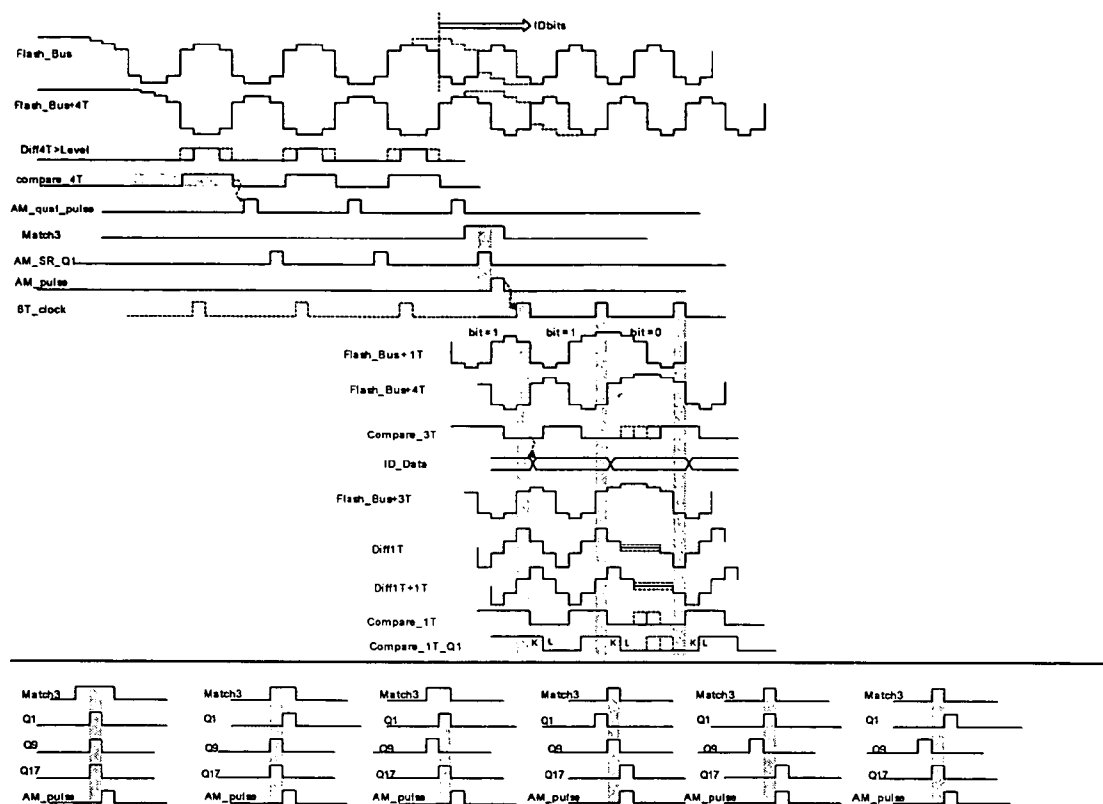 IDbits
Flash_Bus
Flash_Bus+4T
Diff4T>Level
compare_4T
AM_qual_pulse
Match3
AM_SR_Q1
AM_pulse
BT_clock
bit=1 bit=1 bit=0
Flash_Bus+1T
Flash_Bus+4T
Compare_3T
ID_Data
Flash_Bus+3T
Diff1T
Diff1T+1T
Compare_1T
Compare_1T_Q1 K L K L K L
Match3 Match3 Match3 Match3 Match3 Match3
Q1 Q1 Q1 Q1 Q1 Q1
Q9 Q9 Q9 Q9 Q9 Q9
Q17 Q17 Q17 Q17 Q17 Q17
AM_pulse AM_pulse AM_pulse AM_pulse AM_pulse AM_pulse